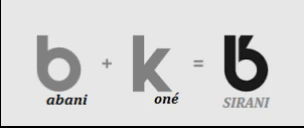 b + k = ɓ
abani oné SIRANI